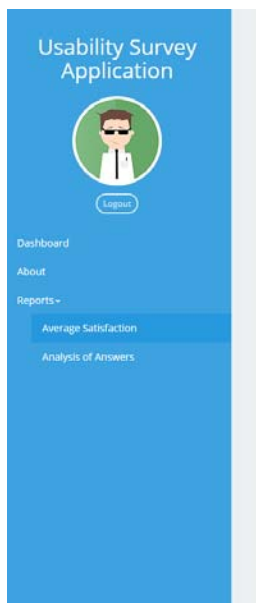 Usability Survey
Application
Logout
Dashboard
About
Reports
Average Satisfaction
Analysis of Answers